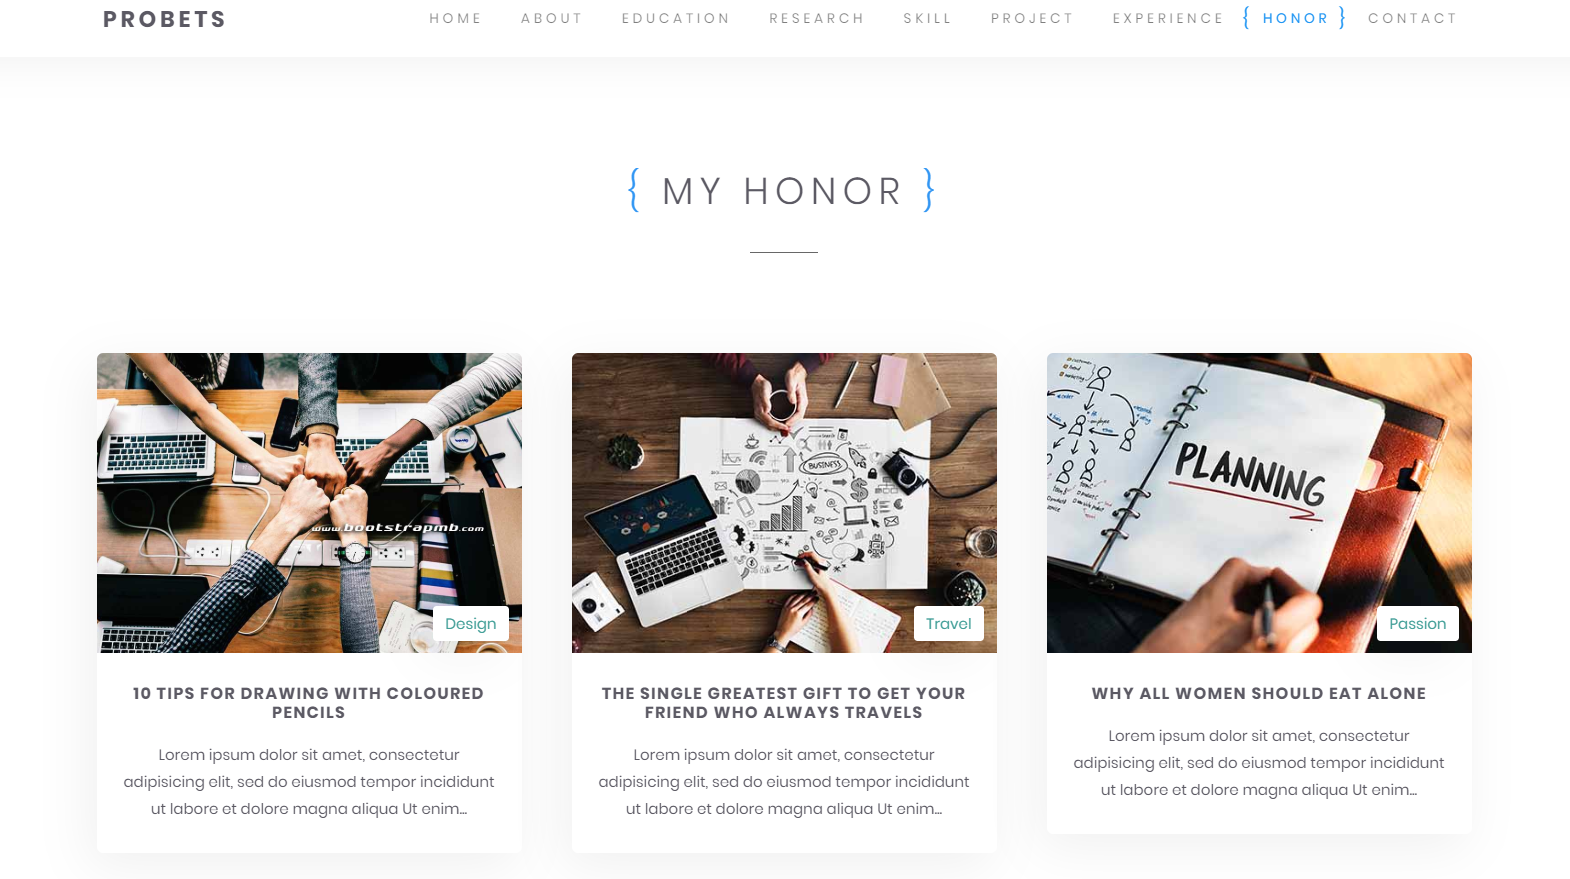 PROBETS
HOME ABOUT EDUCATION RESEARCH SKILL PROJECT EXPERIENCE { HONOR } CONTACT
{ MY HONOR }
www.bootstrapmb.com
Design
10 TIPS FOR DRAWING WITH COLOURED
PENCILS
Lorem ipsum dolor sit amet, consectetur
adipisicing elit, sed do eiusmod tempor incididunt
ut labore et dolore magna aliqua Ut enim...
BUSINESS
Travel
THE SINGLE GREATEST GIFT TO GET YOUR
FRIEND WHO ALWAYS TRAVELS
Lorem ipsum dolor sit amet, consectetur
adipisicing elit, sed do eiusmod tempor incididunt
ut labore et dolore magna aliqua Ut enim...
PLANNING
Passion
WHY ALL WOMEN SHOULD EAT ALONE
Lorem ipsum dolor sit amet, consectetur
adipisicing elit, sed do eiusmod tempor incididunt
ut labore et dolore magna aliqua Ut enim...